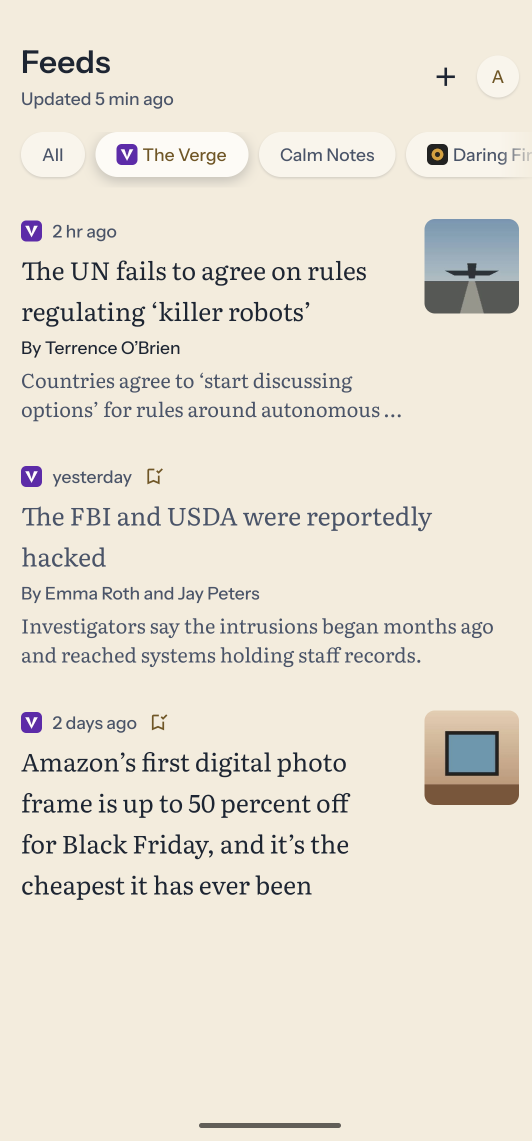 Feeds
Updated 5 min ago
A
All
The Verge
Calm Notes
Daring Fir
2 hr ago
The UN fails to agree on rules
regulating ‘killer robots’
By Terrence O’Brien
Countries agree to ‘start discussing
options’ for rules around autonomous …
yesterday
The FBI and USDA were reportedly
hacked
By Emma Roth and Jay Peters
Investigators say the intrusions began months ago
and reached systems holding staff records.
2 days ago
Amazon’s first digital photo
frame is up to 50 percent off
for Black Friday, and it’s the
cheapest it has ever been